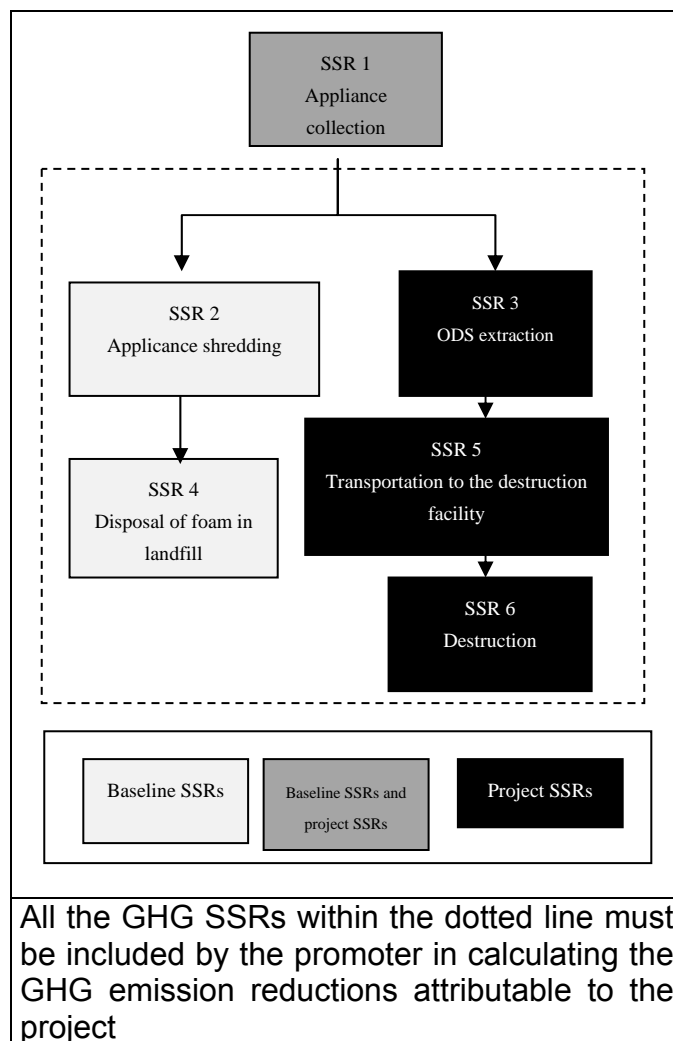 SSR 1
Appliance
collection
SSR 2
Applicance shredding
SSR 3
ODS extraction
SSR 4
Disposal of foam in
landfill
SSR 5
Transportation to the destruction
facility
SSR 6
Destruction
Baseline SSRs
Baseline SSRs and
project SSRs
Project SSRs
All the GHG SSRs within the dotted line must
be included by the promoter in calculating the
GHG emission reductions attributable to the
project